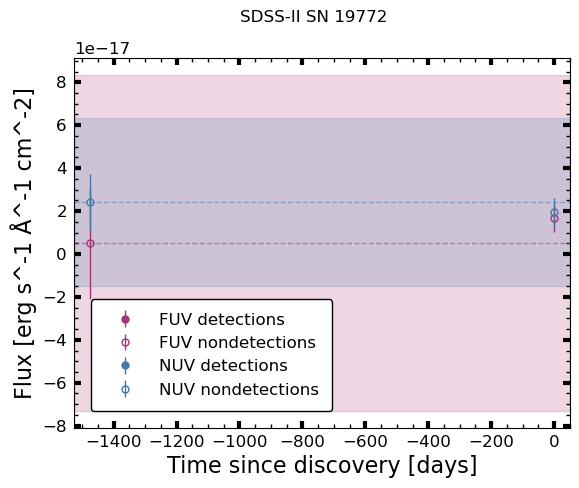 SDSS-II SN 19772
1e−17
8
6
4
2
0
−2
−4
−6
−8
Flux [erg s^-1 Å^-1 cm^-2]
FUV detections
FUV nondetections
NUV detections
NUV nondetections
−1400 −1200 −1000 −800 −600 −400 −200 0
Time since discovery [days]